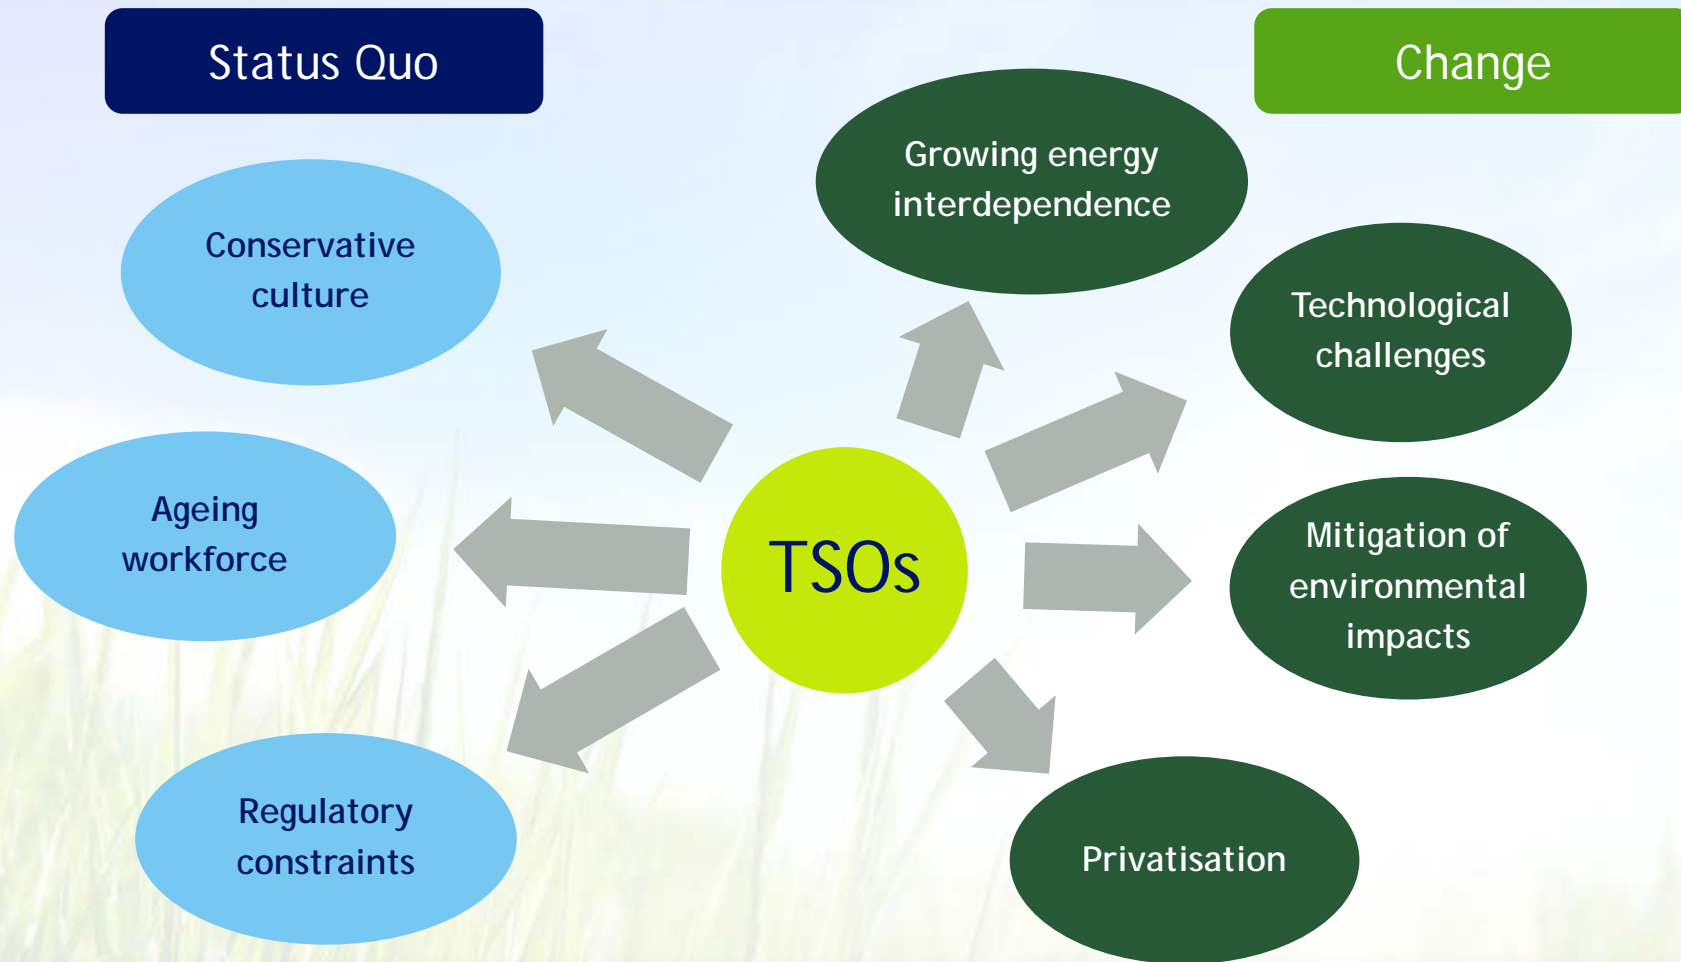 Status Quo
Change
Conservative
culture
Ageing
workforce
Regulatory
constraints
TSOs
Growing energy
interdependence
Technological
challenges
Mitigation of
environmental
impacts
Privatisation